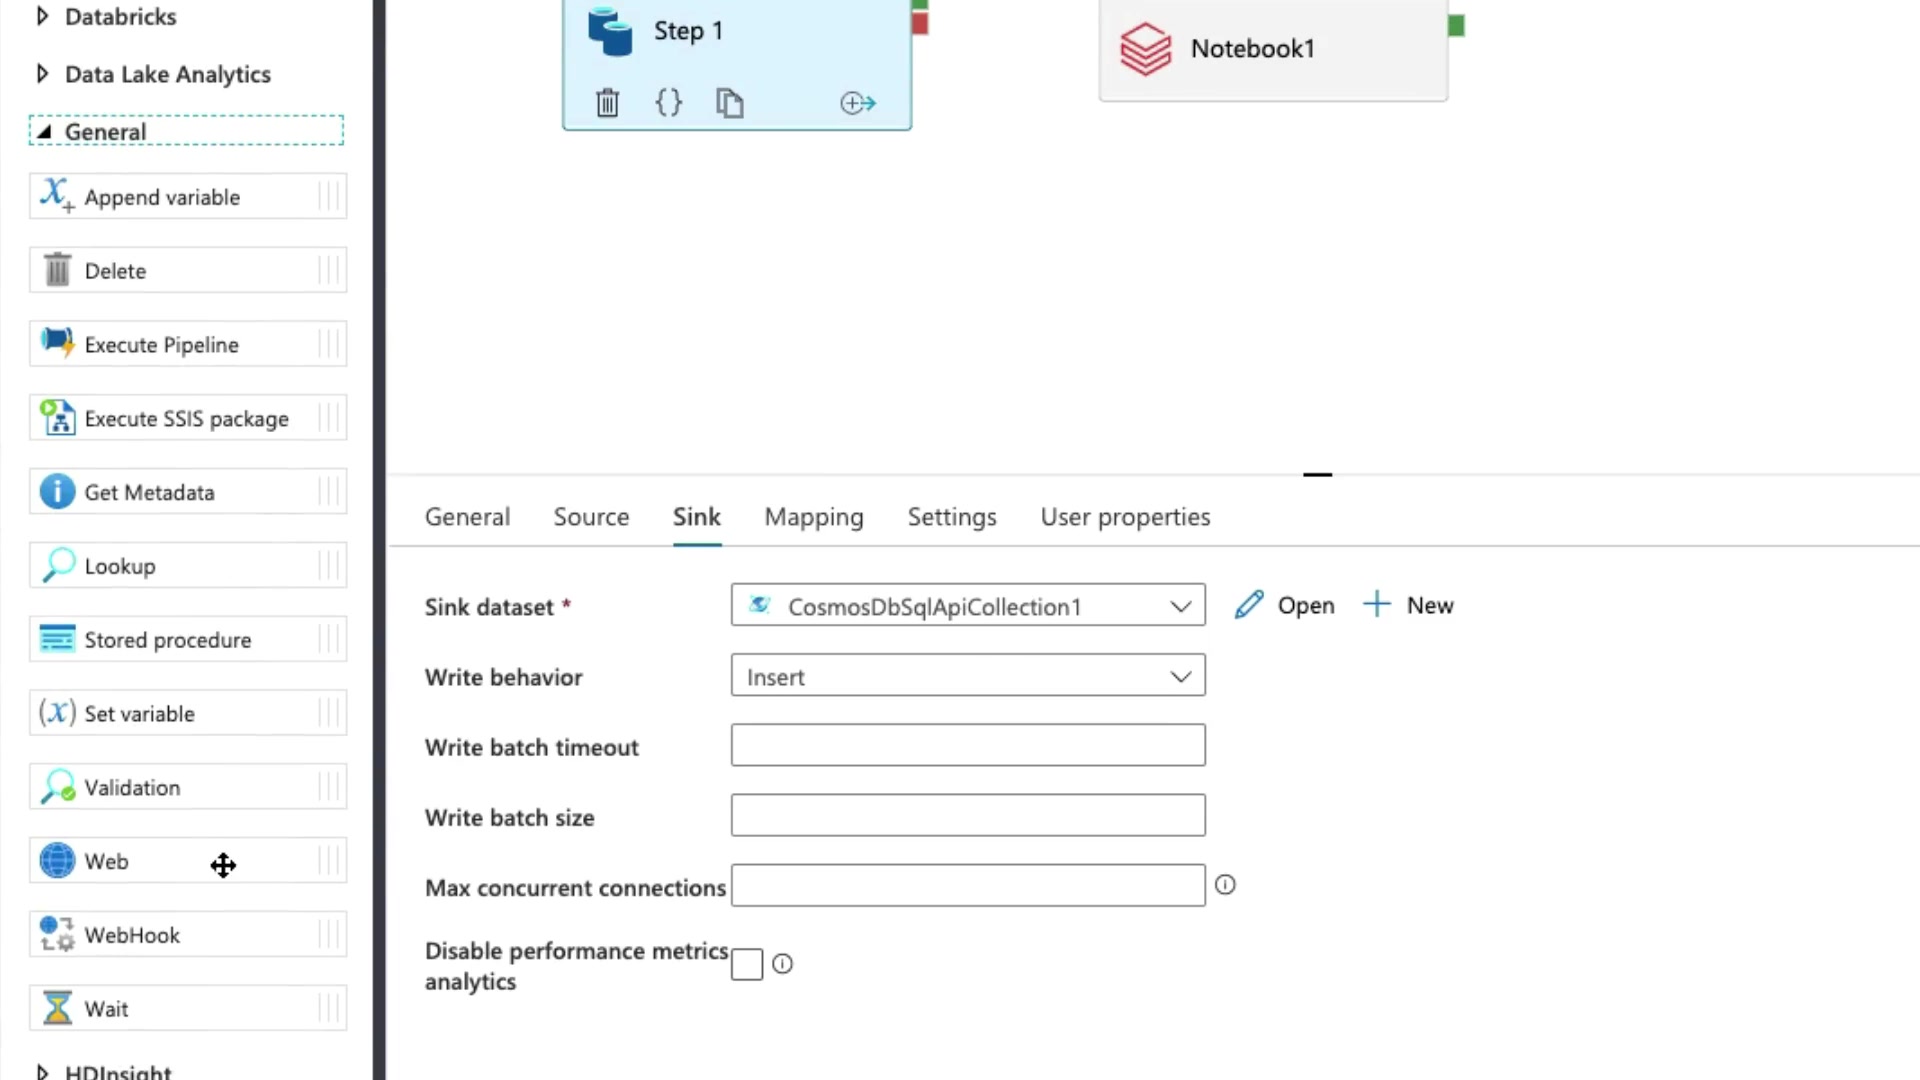 Databricks
Data Lake Analytics
General
Append variable
Delete
Execute Pipeline
Execute SSIS package
Get Metadata
Lookup
Stored procedure
Set variable
Validation
Web
WebHook
Wait
HDInsight
Step 1
Notebook1
General Source Sink Mapping Settings User properties
Sink dataset * CosmosDbSqlApiCollection1 Open New
Write behavior Insert
Write batch timeout
Write batch size
Max concurrent connections
Disable performance metrics
analytics